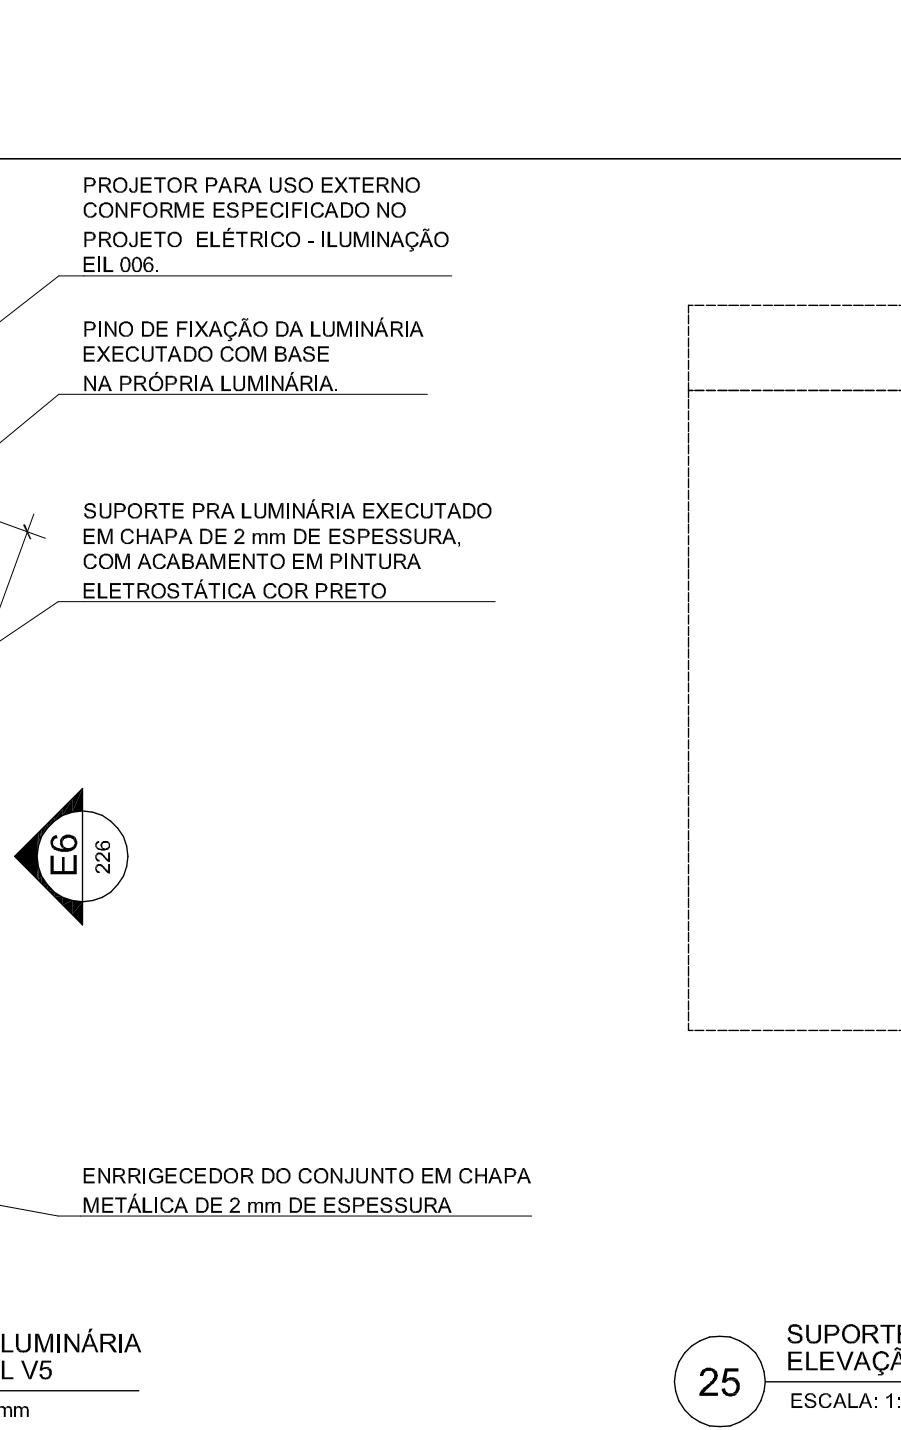 PROJETOR PARA USO EXTERNO
CONFORME ESPECIFICADO NO
PROJETO ELÉTRICO - ILUMINAÇÃO
EIL 006.
PINO DE FIXAÇÃO DA LUMINÁRIA
EXECUTADO COM BASE
NA PRÓPRIA LUMINÁRIA.
SUPORTE PRA LUMINÁRIA EXECUTADO
EM CHAPA DE 2 mm DE ESPESSURA,
COM ACABAMENTO EM PINTURA
ELETROSTÁTICA COR PRETO
E6
226
ENRRIGECEDOR DO CONJUNTO EM CHAPA
METÁLICA DE 2 mm DE ESPESSURA
LUMINÁRIA
L V5
mm
25
SUPORTE
ELEVAÇÃ
ESCALA: 1: